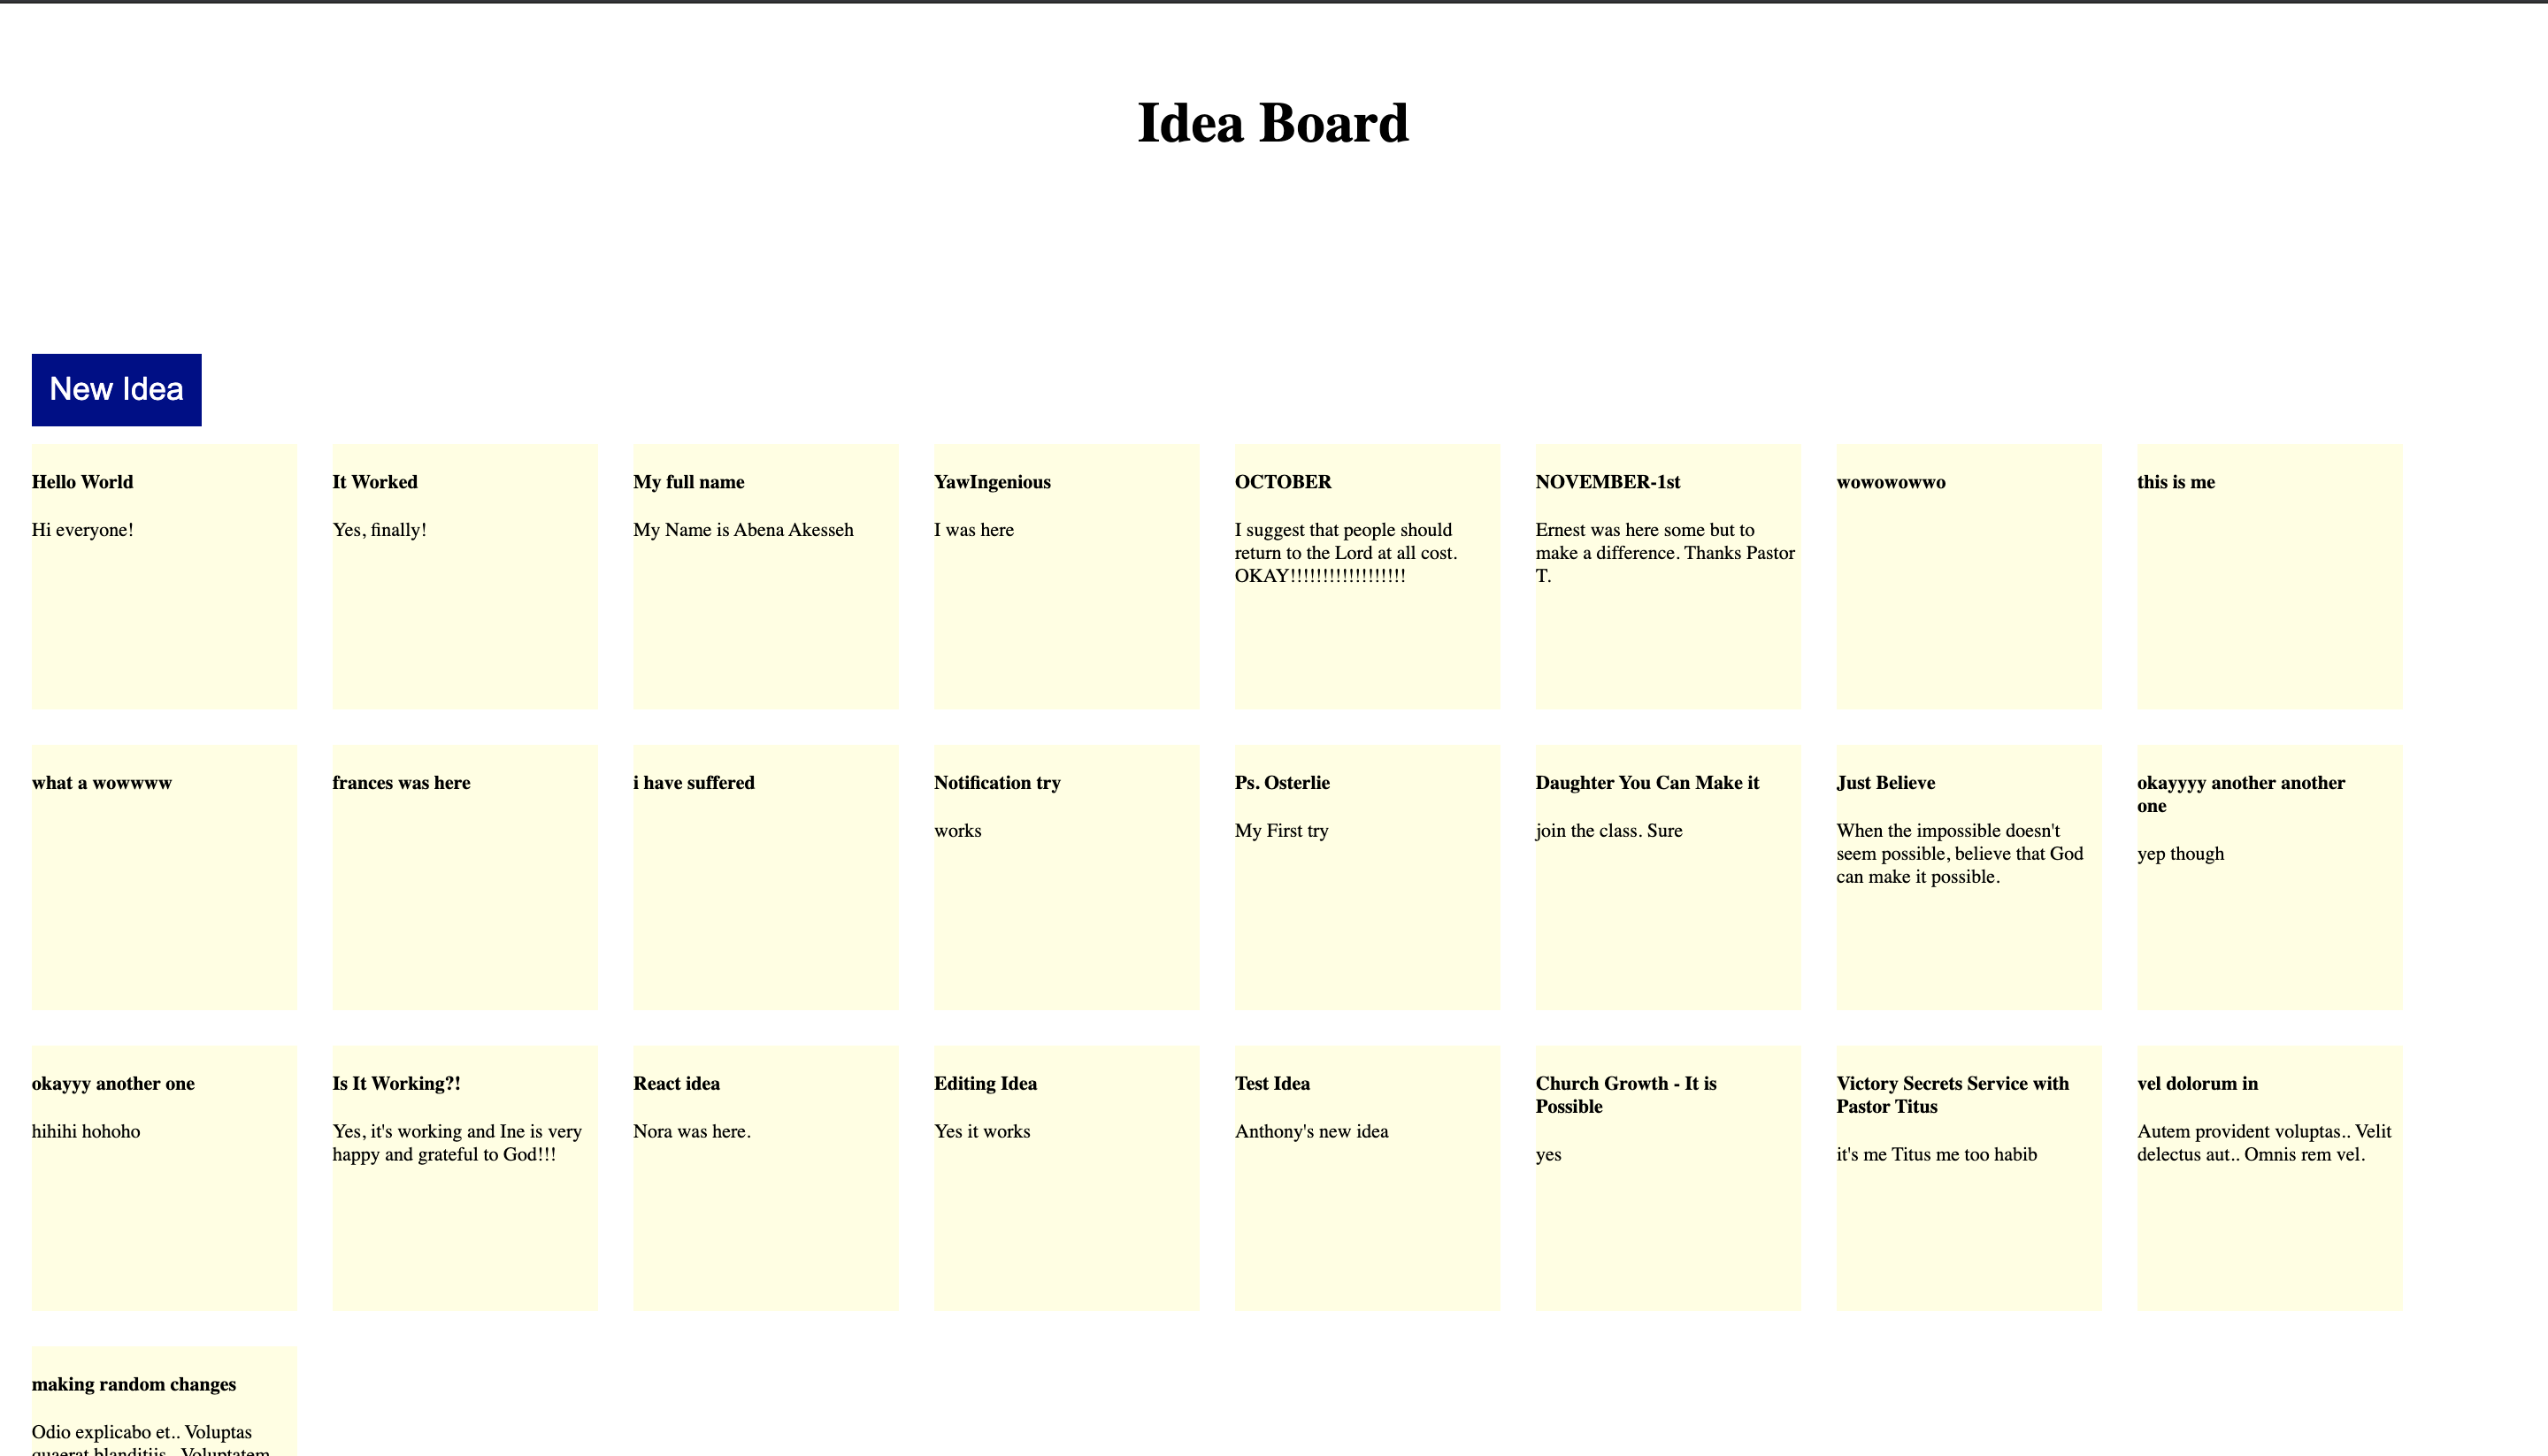 Idea Board
New Idea
Hello World
Hi everyone!
It Worked
Yes, finally!
My full name
My Name is Abena Akesseh
YawIngenious
I was here
OCTOBER
I suggest that people should
return to the Lord at all cost.
OKAY!!!!!!!!!!!!!!!!!!
NOVEMBER-1st
Ernest was here some but to
make a difference. Thanks Pastor
T.
wowowowwo
this is me
what a wowwww
frances was here
i have suffered
Notification try
works
Ps. Osterlie
My First try
Daughter You Can Make it
join the class. Sure
Just Believe
When the impossible doesn't
seem possible, believe that God
can make it possible.
okayyyy another another
one
yep though
okayyy another one
hihihi hohoho
Is It Working?!
Yes, it's working and Ine is very
happy and grateful to God!!!
React idea
Nora was here.
Editing Idea
Yes it works
Test Idea
Anthony's new idea
Church Growth - It is
Possible
yes
Victory Secrets Service with
Pastor Titus
it's me Titus me too habib
vel dolorum in
Autem provident voluptas.. Velit
delectus aut.. Omnis rem vel.
making random changes
Odio explicabo et.. Voluptas
quaerat blanditiis.. Voluptatem